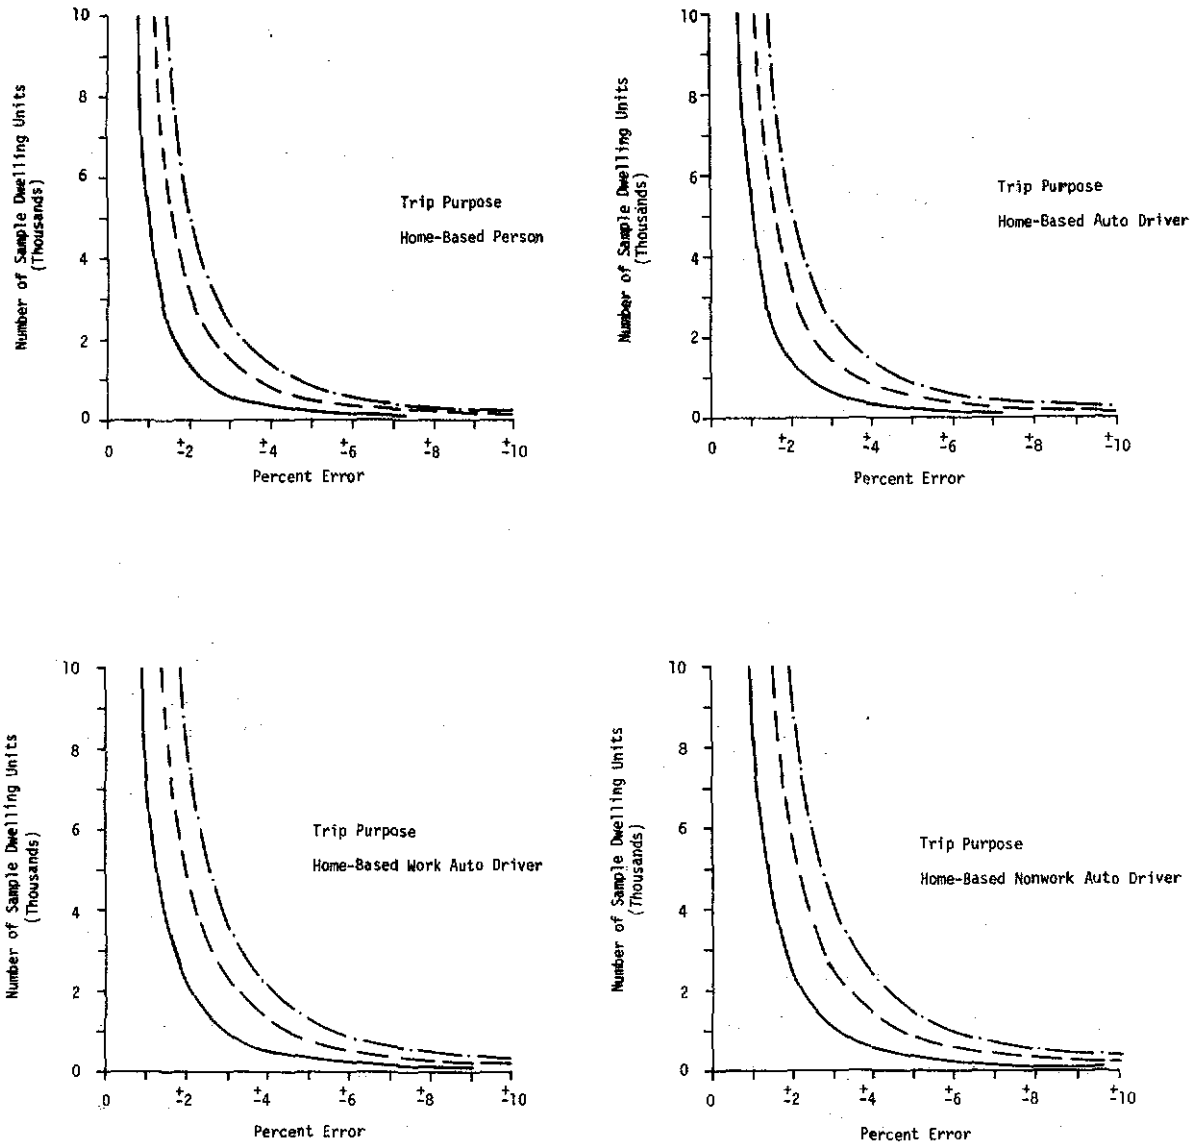 10
8
6
4
2
0
Number of Sample Dwelling Units
(Thousands)
Trip Purpose
Home-Based Person
0 ±2 ±4 ±6 ±8 ±10
Percent Error
10
8
6
4
2
0
Number of Sample Dwelling Units
(Thousands)
Trip Purpose
Home-Based Auto Driver
0 ±2 ±4 ±6 ±8 ±10
Percent Error
10
8
6
4
2
0
Number of Sample Dwelling Units
(Thousands)
Trip Purpose
Home-Based Work Auto Driver
0 ±2 ±4 ±6 ±8 ±10
Percent Error
10
8
6
4
2
0
Number of Sample Dwelling Units
(Thousands)
Trip Purpose
Home-Based Nonwork Auto Driver
0 ±2 ±4 ±6 ±8 ±10
Percent Error